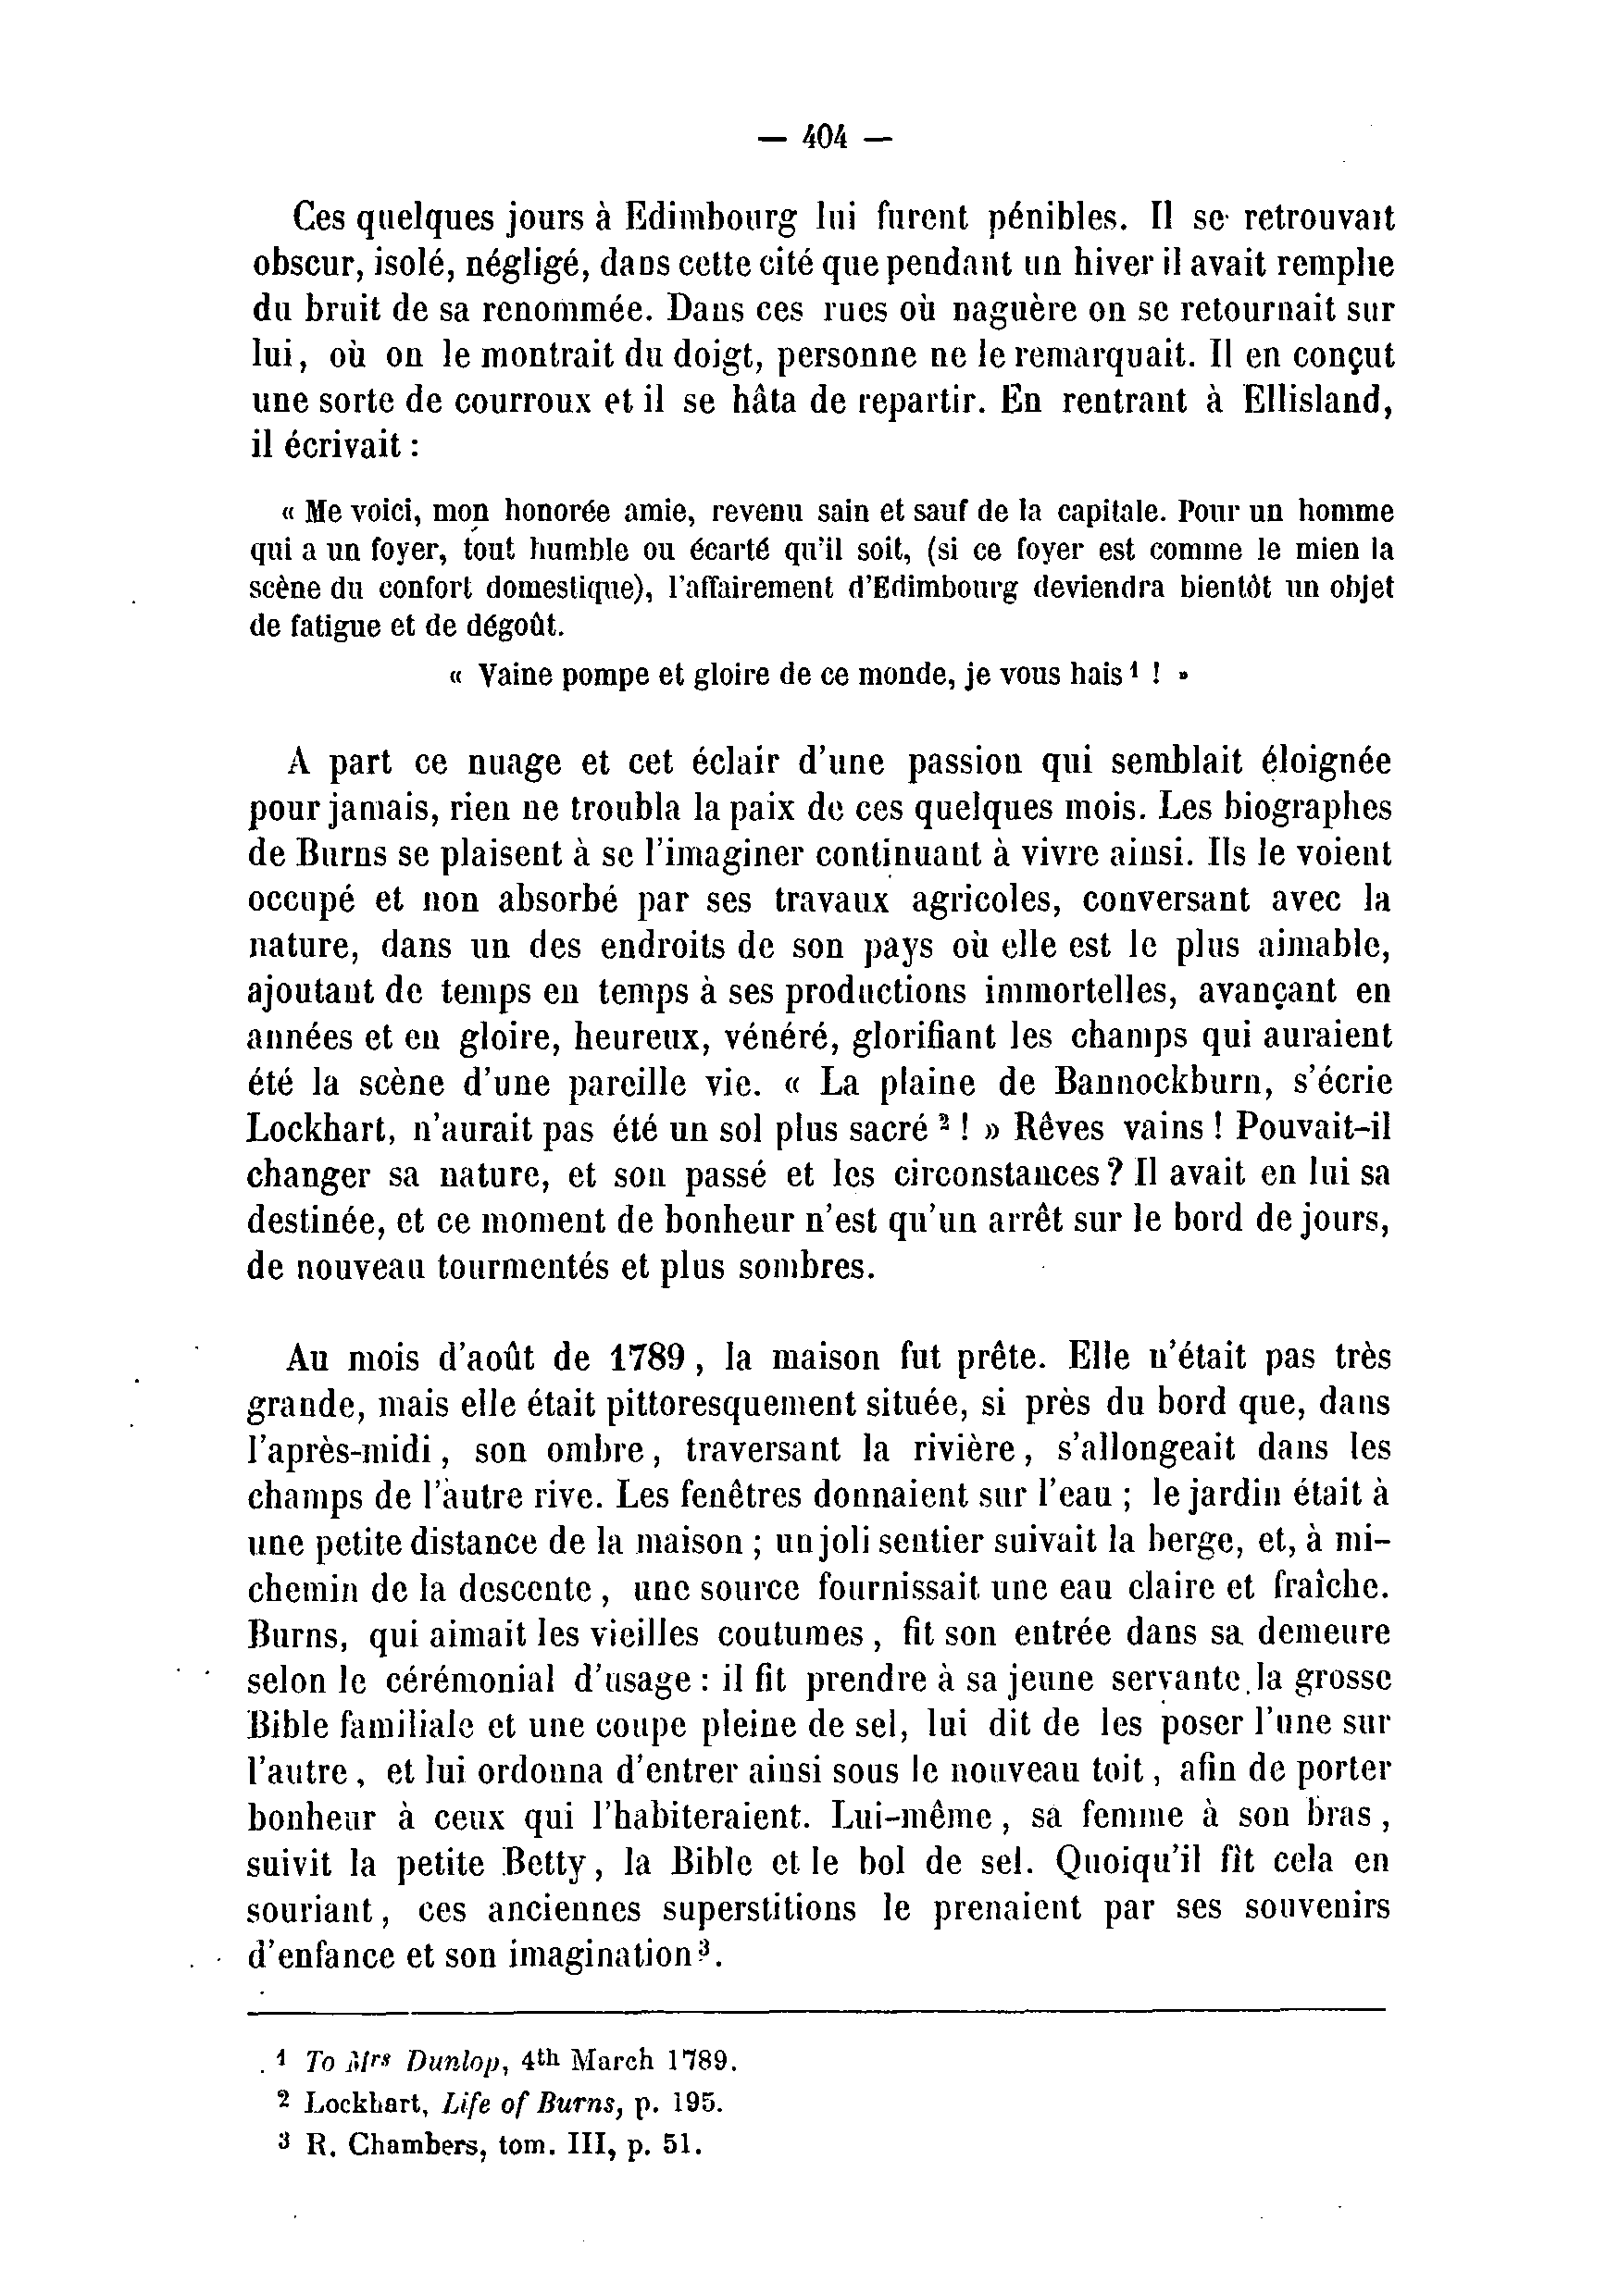 — 404 —
Ces quelques jours à Edimbourg lui furent pénibles. Il se retrouvait
obscur, isolé, négligé, dans cette cité que pendant un hiver il avait remplie
du bruit de sa renommée. Dans ces rues où naguère on se retournait sur
lui, où on le montrait du doigt, personne ne le remarquait. Il en conçut
une sorte de courroux et il se hâta de repartir. En rentrant à Ellisland,
il écrivait :
« Me voici, mon honorée amie, revenu sain et sauf de la capitale. Pour un homme
qui a un foyer, tout humble ou écarté qu'il soit, (si ce foyer est comme le mien la
scène du confort domestique), l'affairement d'Edimbourg deviendra bientôt un objet
de fatigue et de dégoût.
« Vaine pompe et gloire de ce monde, je vous hais ¹ ! »
A part ce nuage et cet éclair d'une passion qui semblait éloignée
pour jamais, rien ne troubla la paix de ces quelques mois. Les biographes
de Burns se plaisent à se l'imaginer continuant à vivre ainsi. Ils le voient
occupé et non absorbé par ses travaux agricoles, conversant avec la
nature, dans un des endroits de son pays où elle est le plus aimable,
ajoutant de temps en temps à ses productions immortelles, avançant en
années et en gloire, heureux, vénéré, glorifiant les champs qui auraient
été la scène d'une pareille vie. « La plaine de Bannockburn, s'écrie
Lockhart, n'aurait pas été un sol plus sacré ² ! » Rêves vains ! Pouvait-il
changer sa nature, et son passé et les circonstances ? Il avait en lui sa
destinée, et ce moment de bonheur n'est qu'un arrêt sur le bord de jours,
de nouveau tourmentés et plus sombres.
Au mois d'août de 1789, la maison fut prête. Elle n'était pas très
grande, mais elle était pittoresquement située, si près du bord que, dans
l'après-midi, son ombre, traversant la rivière, s'allongeait dans les
champs de l'autre rive. Les fenêtres donnaient sur l'eau ; le jardin était à
une petite distance de la maison ; un joli sentier suivait la berge, et, à mi-
chemin de la descente, une source fournissait une eau claire et fraîche.
Burns, qui aimait les vieilles coutumes, fit son entrée dans sa demeure
selon le cérémonial d'usage : il fit prendre à sa jeune servante la grosse
Bible familiale et une coupe pleine de sel, lui dit de les poser l'une sur
l'autre, et lui ordonna d'entrer ainsi sous le nouveau toit, afin de porter
bonheur à ceux qui l'habiteraient. Lui-même, sa femme à son bras,
suivit la petite Betty, la Bible et le bol de sel. Quoiqu'il fît cela en
souriant, ces anciennes superstitions le prenaient par ses souvenirs
d'enfance et son imagination ³.
¹ To Mrs Dunlop, 4th March 1789.
² Lockhart, Life of Burns, p. 195.
³ R. Chambers, tom. III, p. 51.